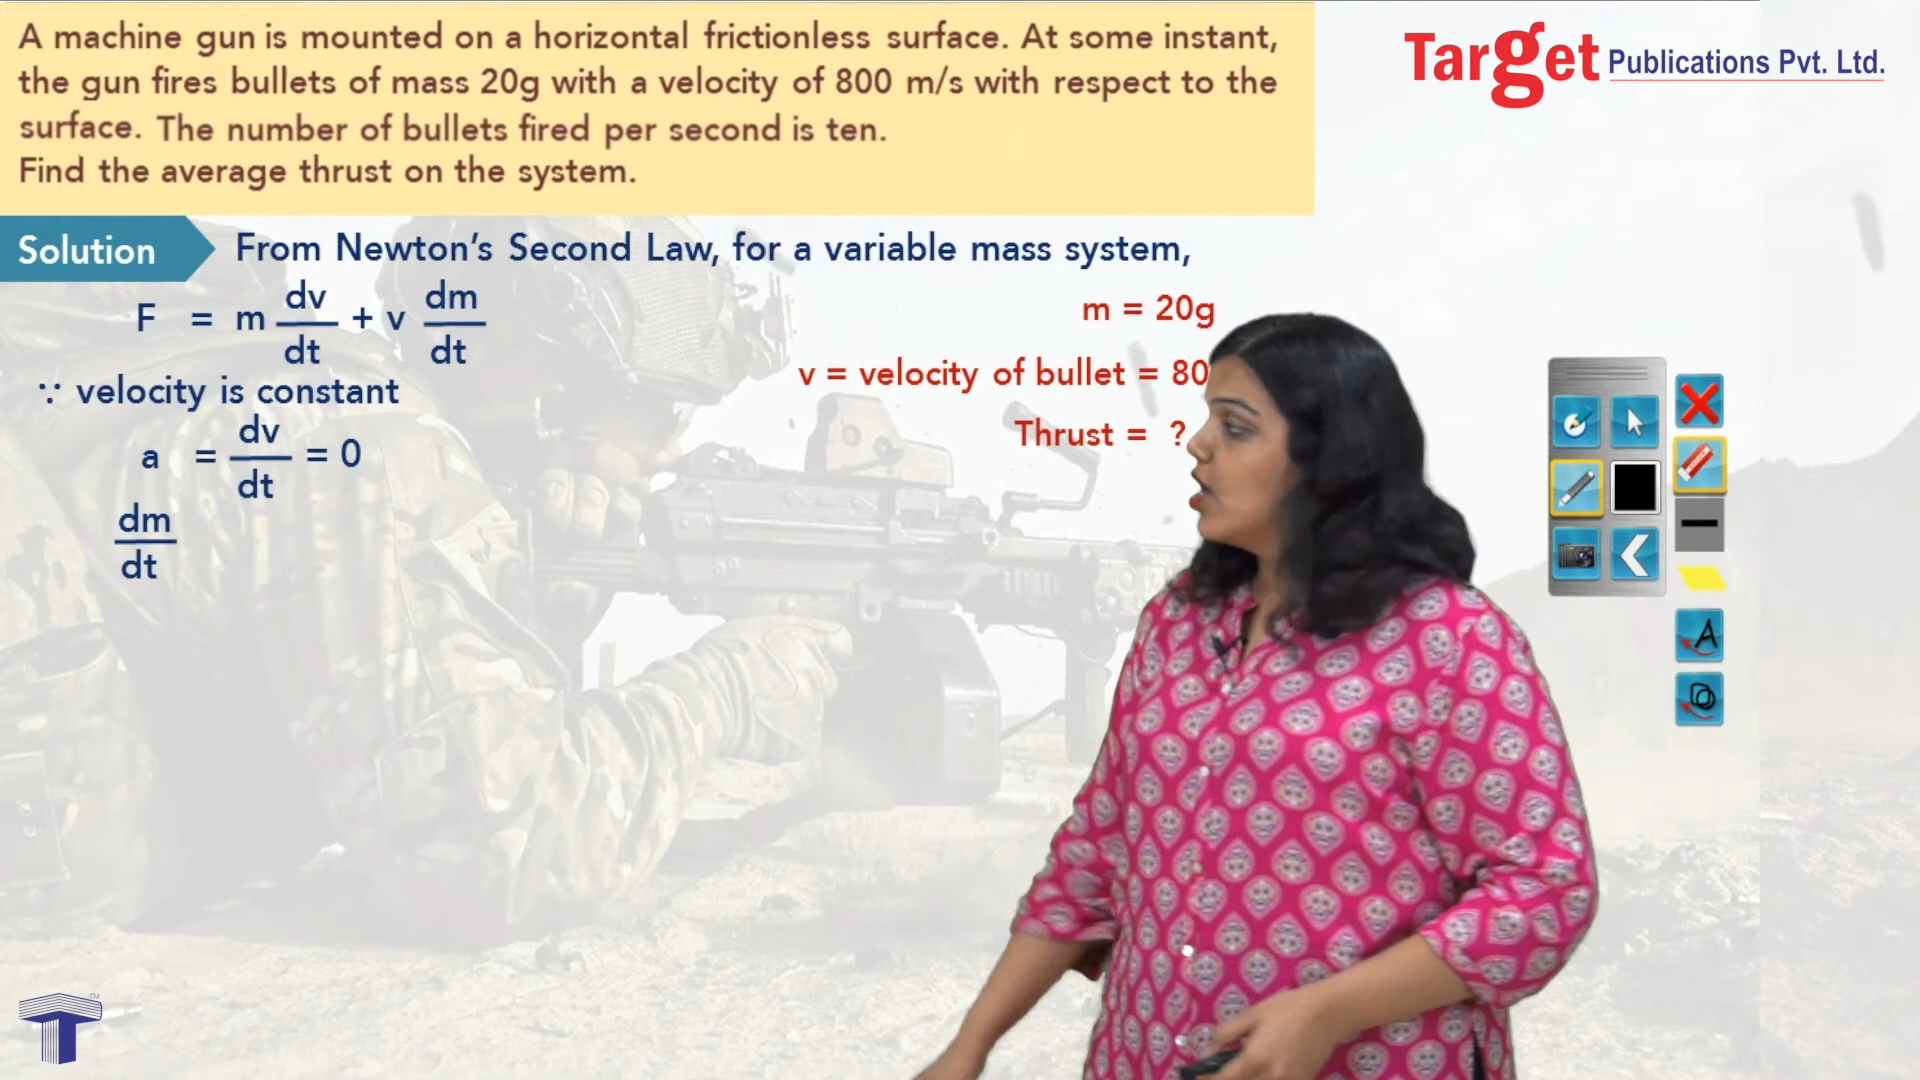 A machine gun is mounted on a horizontal frictionless surface. At some instant,
the gun fires bullets of mass 20g with a velocity of 800 m/s with respect to the
surface. The number of bullets fired per second is ten.
Find the average thrust on the system.
Target Publications Pvt. Ltd.
Solution
From Newton's Second Law, for a variable mass system,
F = m dv/dt + v dm/dt
∵ velocity is constant
a = dv/dt = 0
dm/dt
m = 20g
v = velocity of bullet = 80
Thrust = ?
A
T
TM